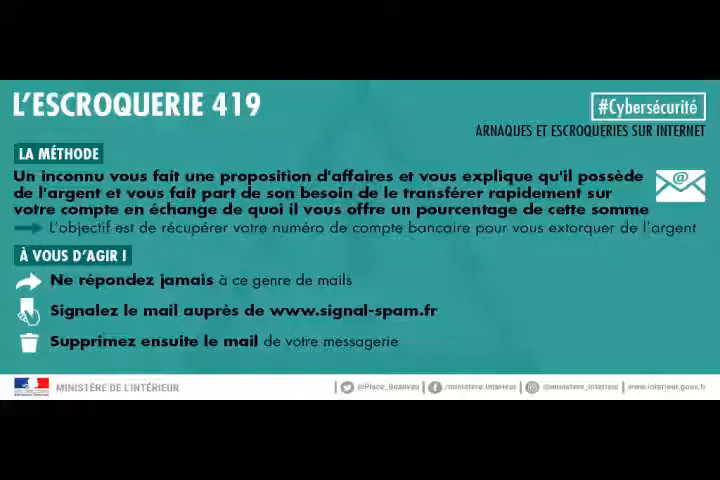 L'ESCROQUERIE 419
#Cybersécurité
ARNAQUES ET ESCROQUERIES SUR INTERNET
LA MÉTHODE
Un inconnu vous fait une proposition d'affaires et vous explique qu'il possède
de l'argent et vous fait part de son besoin de le transférer rapidement sur
votre compte en échange de quoi il vous offre un pourcentage de cette somme
L'objectif est de récupérer votre numéro de compte bancaire pour vous extorquer de l'argent
À VOUS D'AGIR !
Ne répondez jamais à ce genre de mails
Signalez le mail auprès de www.signal-spam.fr
Supprimez ensuite le mail de votre messagerie
MINISTÈRE DE L'INTÉRIEUR
@Place_Beauvau | /ministere.interieur | @ministere_interieur | www.interieur.gouv.fr